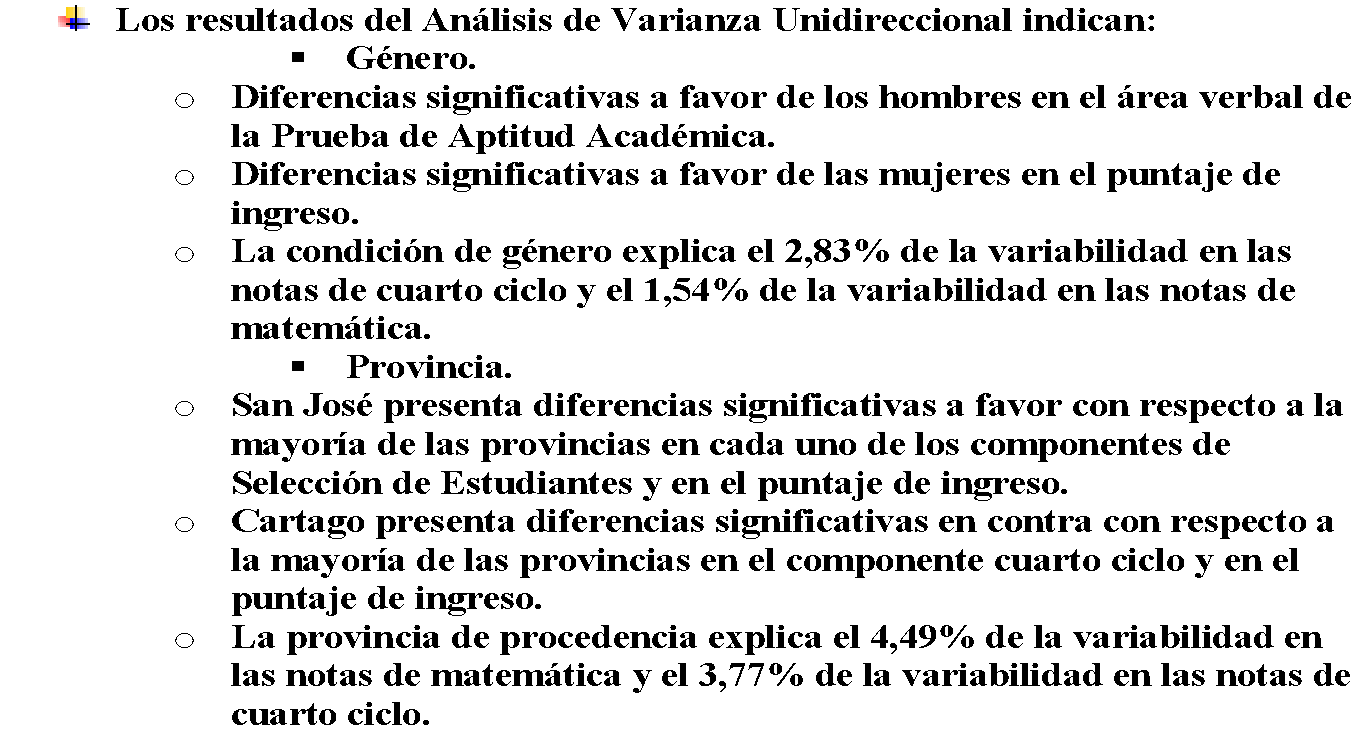 Los resultados del Análisis de Varianza Unidireccional indican:
▪ Género.
o Diferencias significativas a favor de los hombres en el área verbal de
la Prueba de Aptitud Académica.
o Diferencias significativas a favor de las mujeres en el puntaje de
ingreso.
o La condición de género explica el 2,83% de la variabilidad en las
notas de cuarto ciclo y el 1,54% de la variabilidad en las notas de
matemática.
▪ Provincia.
o San José presenta diferencias significativas a favor con respecto a la
mayoría de las provincias en cada uno de los componentes de
Selección de Estudiantes y en el puntaje de ingreso.
o Cartago presenta diferencias significativas en contra con respecto a
la mayoría de las provincias en el componente cuarto ciclo y en el
puntaje de ingreso.
o La provincia de procedencia explica el 4,49% de la variabilidad en
las notas de matemática y el 3,77% de la variabilidad en las notas de
cuarto ciclo.